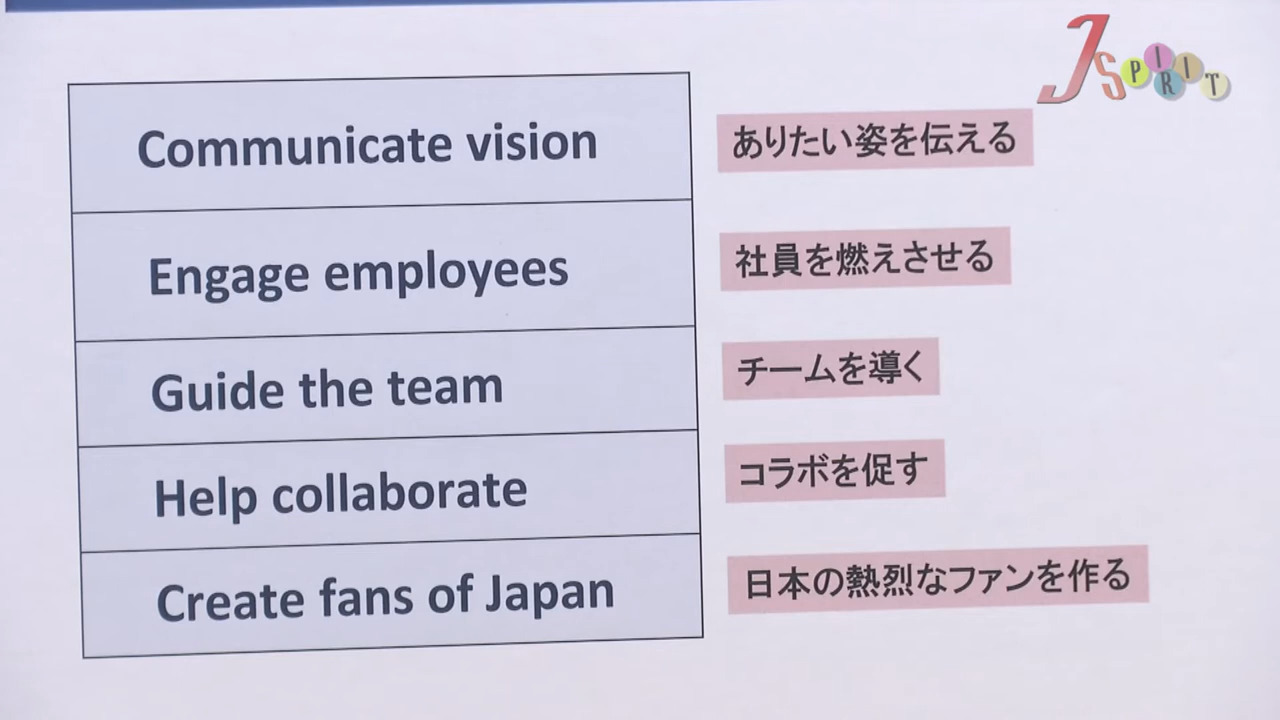 J SPIRIT
Communicate vision
ありたい姿を伝える
Engage employees
社員を燃えさせる
Guide the team
チームを導く
Help collaborate
コラボを促す
Create fans of Japan
日本の熱烈なファンを作る